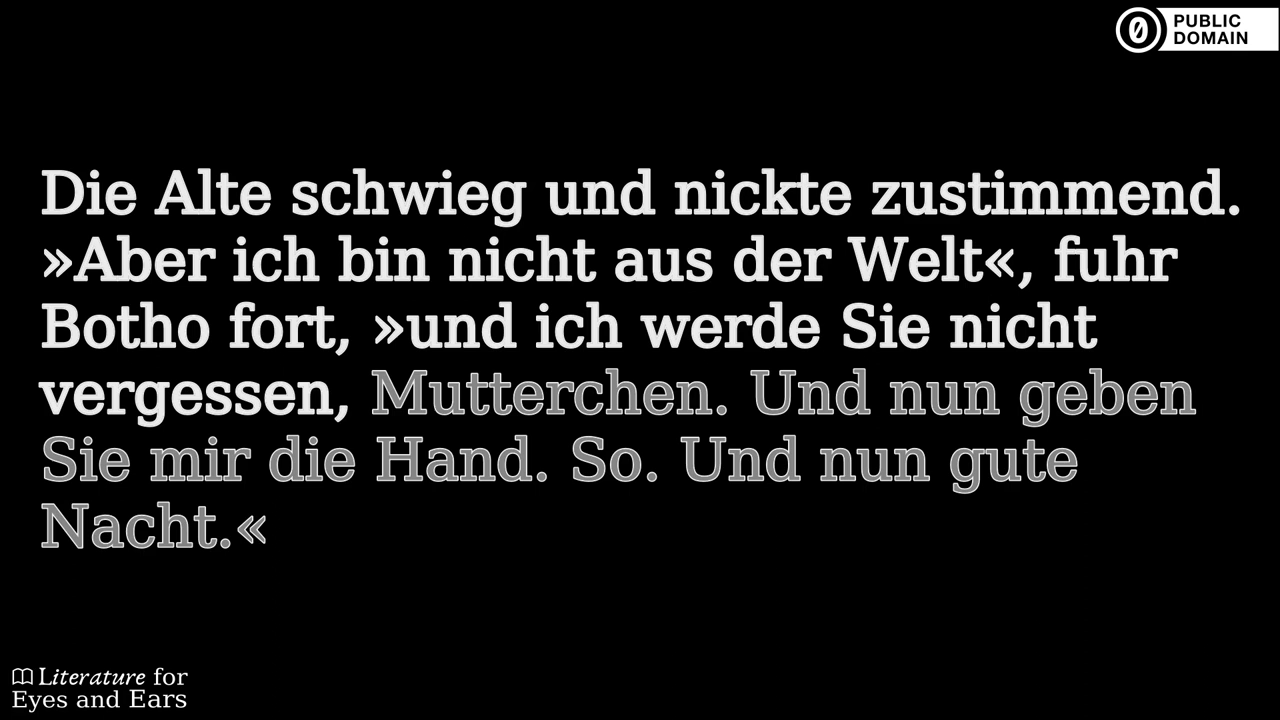 PUBLIC
DOMAIN
Die Alte schwieg und nickte zustimmend.
»Aber ich bin nicht aus der Welt«, fuhr
Botho fort, »und ich werde Sie nicht
vergessen, Mutterchen. Und nun geben
Sie mir die Hand. So. Und nun gute
Nacht.«
Literature for
Eyes and Ears